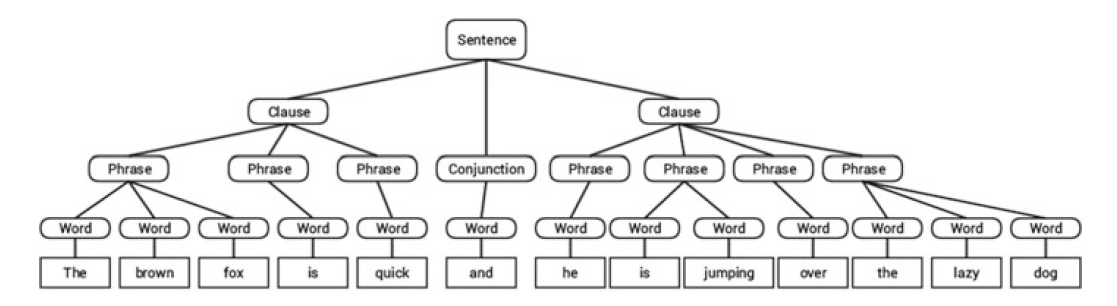 Sentence
Clause Clause
Phrase Phrase Phrase Conjunction Phrase Phrase Phrase Phrase
Word Word Word Word Word Word Word Word Word Word Word Word Word
The brown fox is quick and he is jumping over the lazy dog